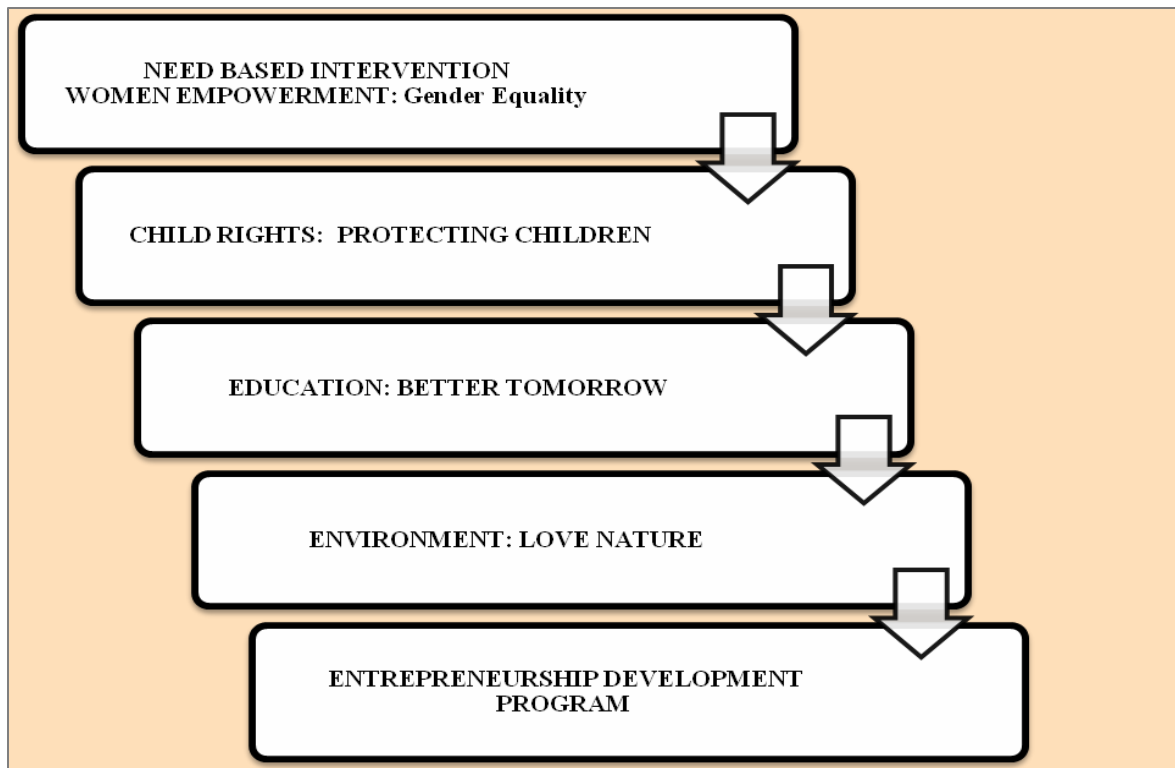 NEED BASED INTERVENTION
WOMEN EMPOWERMENT: Gender Equality
CHILD RIGHTS: PROTECTING CHILDREN
EDUCATION: BETTER TOMORROW
ENVIRONMENT: LOVE NATURE
ENTREPRENEURSHIP DEVELOPMENT
PROGRAM